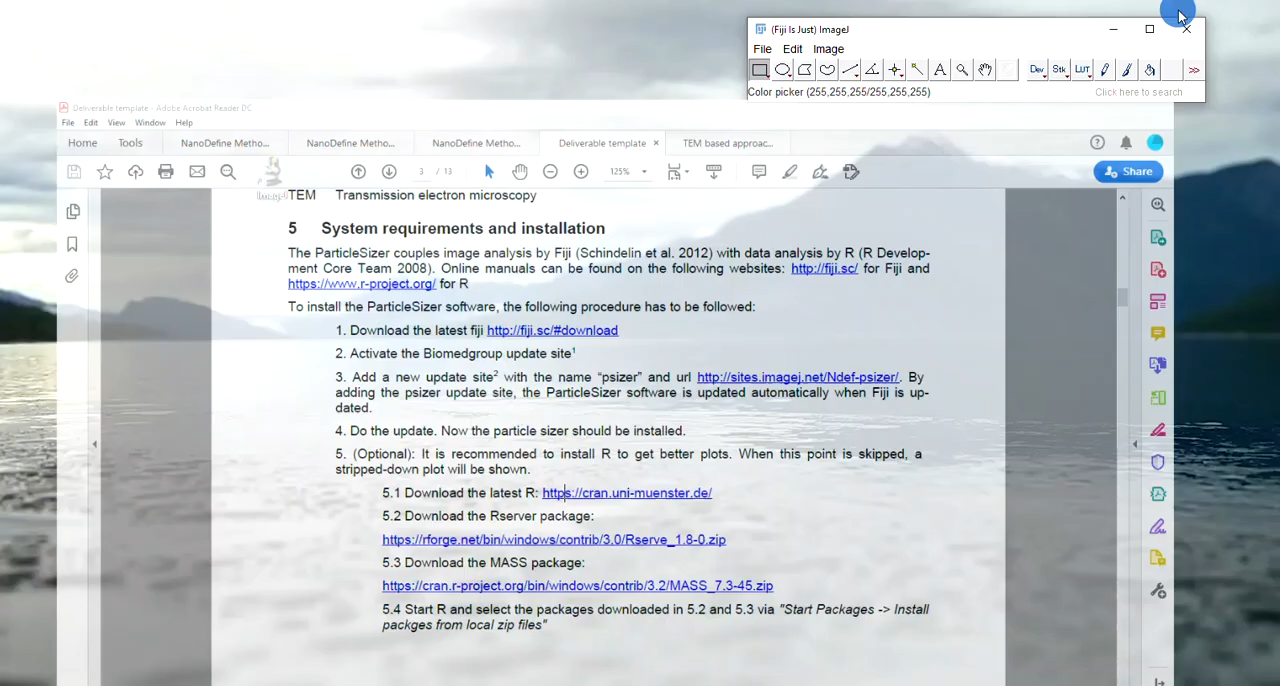 (Fiji Is Just) ImageJ
File Edit Image
Dev Stk LUT >>
Color picker (255,255,255/255,255,255) Click here to search
Deliverable template - Adobe Acrobat Reader DC
File Edit View Window Help
Home Tools NanoDefine Metho... NanoDefine Metho... NanoDefine Metho... Deliverable template × TEM based approac...
3 / 13 125% Share
TEM Transmission electron microscopy
5 System requirements and installation
The ParticleSizer couples image analysis by Fiji (Schindelin et al. 2012) with data analysis by R (R Develop-
ment Core Team 2008). Online manuals can be found on the following websites: http://fiji.sc/ for Fiji and
https://www.r-project.org/ for R
To install the ParticleSizer software, the following procedure has to be followed:
1. Download the latest fiji http://fiji.sc/#download
2. Activate the Biomedgroup update site¹
3. Add a new update site² with the name “psizer” and url http://sites.imagej.net/Ndef-psizer/. By
adding the psizer update site, the ParticleSizer software is updated automatically when Fiji is up-
dated.
4. Do the update. Now the particle sizer should be installed.
5. (Optional): It is recommended to install R to get better plots. When this point is skipped, a
stripped-down plot will be shown.
5.1 Download the latest R: https://cran.uni-muenster.de/
5.2 Download the Rserver package:
https://rforge.net/bin/windows/contrib/3.0/Rserve_1.8-0.zip
5.3 Download the MASS package:
https://cran.r-project.org/bin/windows/contrib/3.2/MASS_7.3-45.zip
5.4 Start R and select the packages downloaded in 5.2 and 5.3 via "Start Packages -> Install
packges from local zip files"